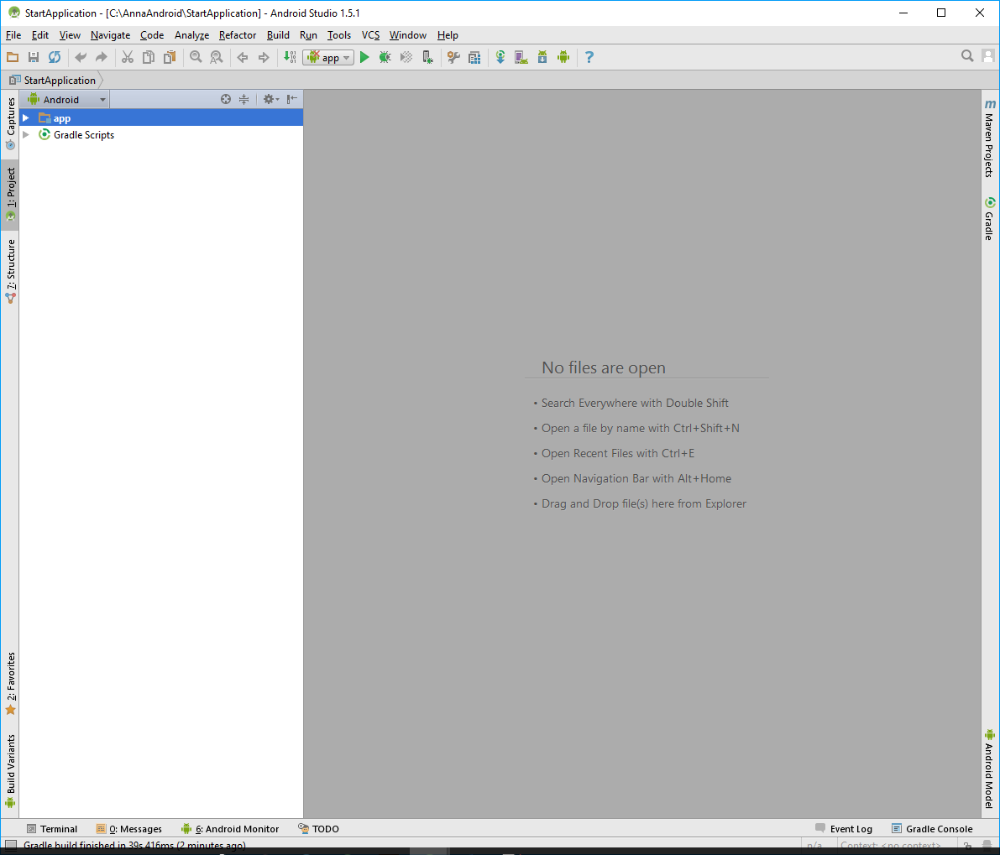 StartApplication - [C:\AnnaAndroid\StartApplication] - Android Studio 1.5.1
File Edit View Navigate Code Analyze Refactor Build Run Tools VCS Window Help
app
?
StartApplication
Captures
1: Project
7: Structure
2: Favorites
Build Variants
Android
app
Gradle Scripts
No files are open
• Search Everywhere with Double Shift
• Open a file by name with Ctrl+Shift+N
• Open Recent Files with Ctrl+E
• Open Navigation Bar with Alt+Home
• Drag and Drop file(s) here from Explorer
m Maven Projects
Gradle
Android Model
Terminal 0: Messages 6: Android Monitor TODO Event Log Gradle Console
Gradle build finished in 39s 416ms (2 minutes ago) n/a Context: <no context>